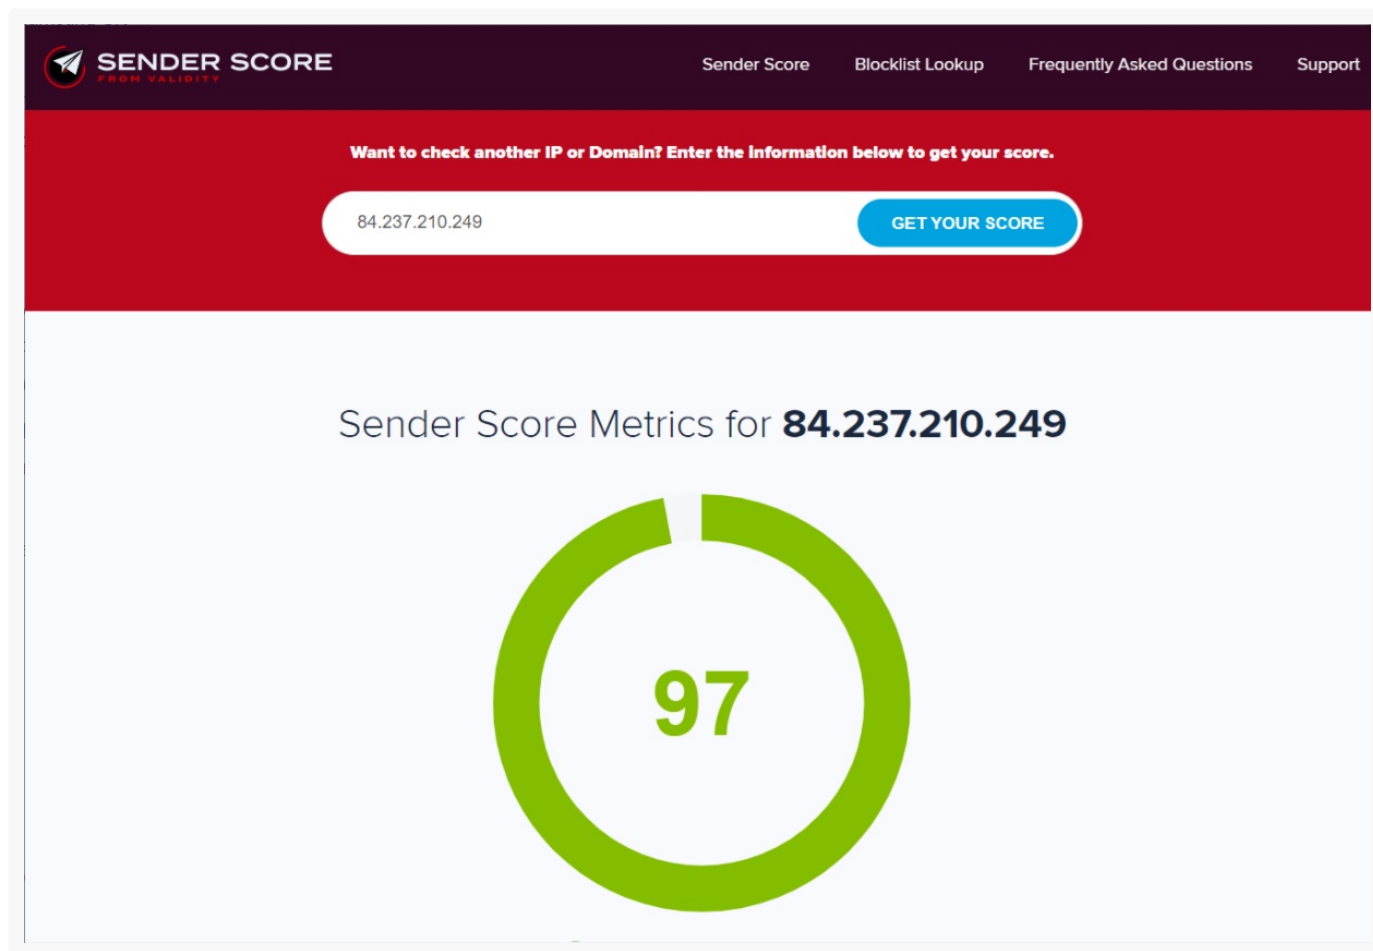 SENDER SCORE
FROM VALIDITY
Sender Score Blocklist Lookup Frequently Asked Questions Support
Want to check another IP or Domain? Enter the information below to get your score.
84.237.210.249 GET YOUR SCORE
Sender Score Metrics for 84.237.210.249
97